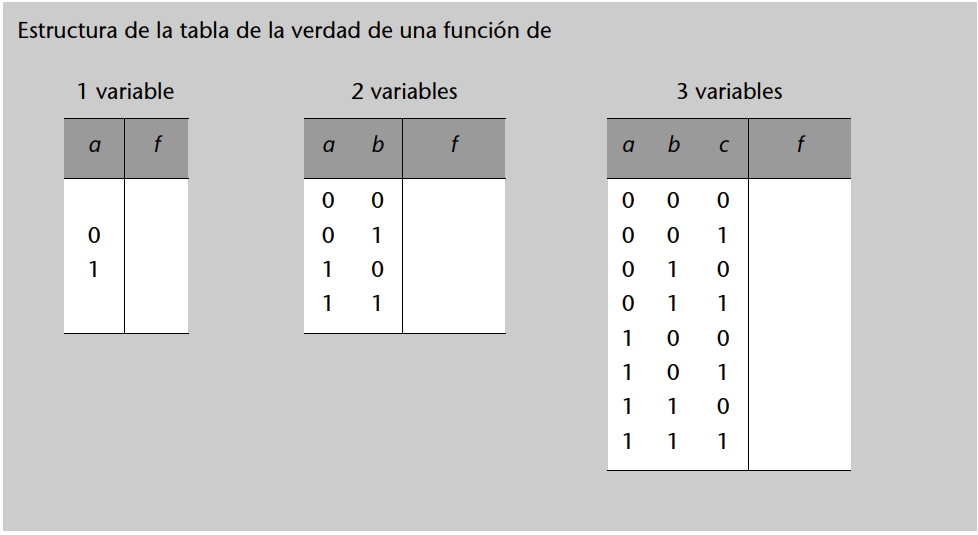 Estructura de la tabla de la verdad de una función de
1 variable
a f
0
1
2 variables
a b f
0 0
0 1
1 0
1 1
3 variables
a b c f
0 0 0
0 0 1
0 1 0
0 1 1
1 0 0
1 0 1
1 1 0
1 1 1